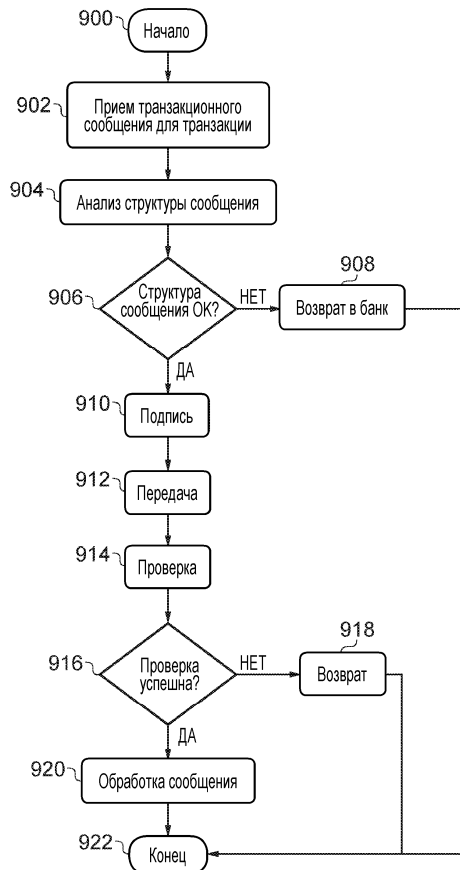 900
Начало
902
Прием транзакционного
сообщения для транзакции
904
Анализ структуры сообщения
906
Структура
сообщения ОК?
НЕТ
908
Возврат в банк
ДА
910
Подпись
912
Передача
914
Проверка
916
Проверка
успешна?
НЕТ
918
Возврат
ДА
920
Обработка сообщения
922
Конец